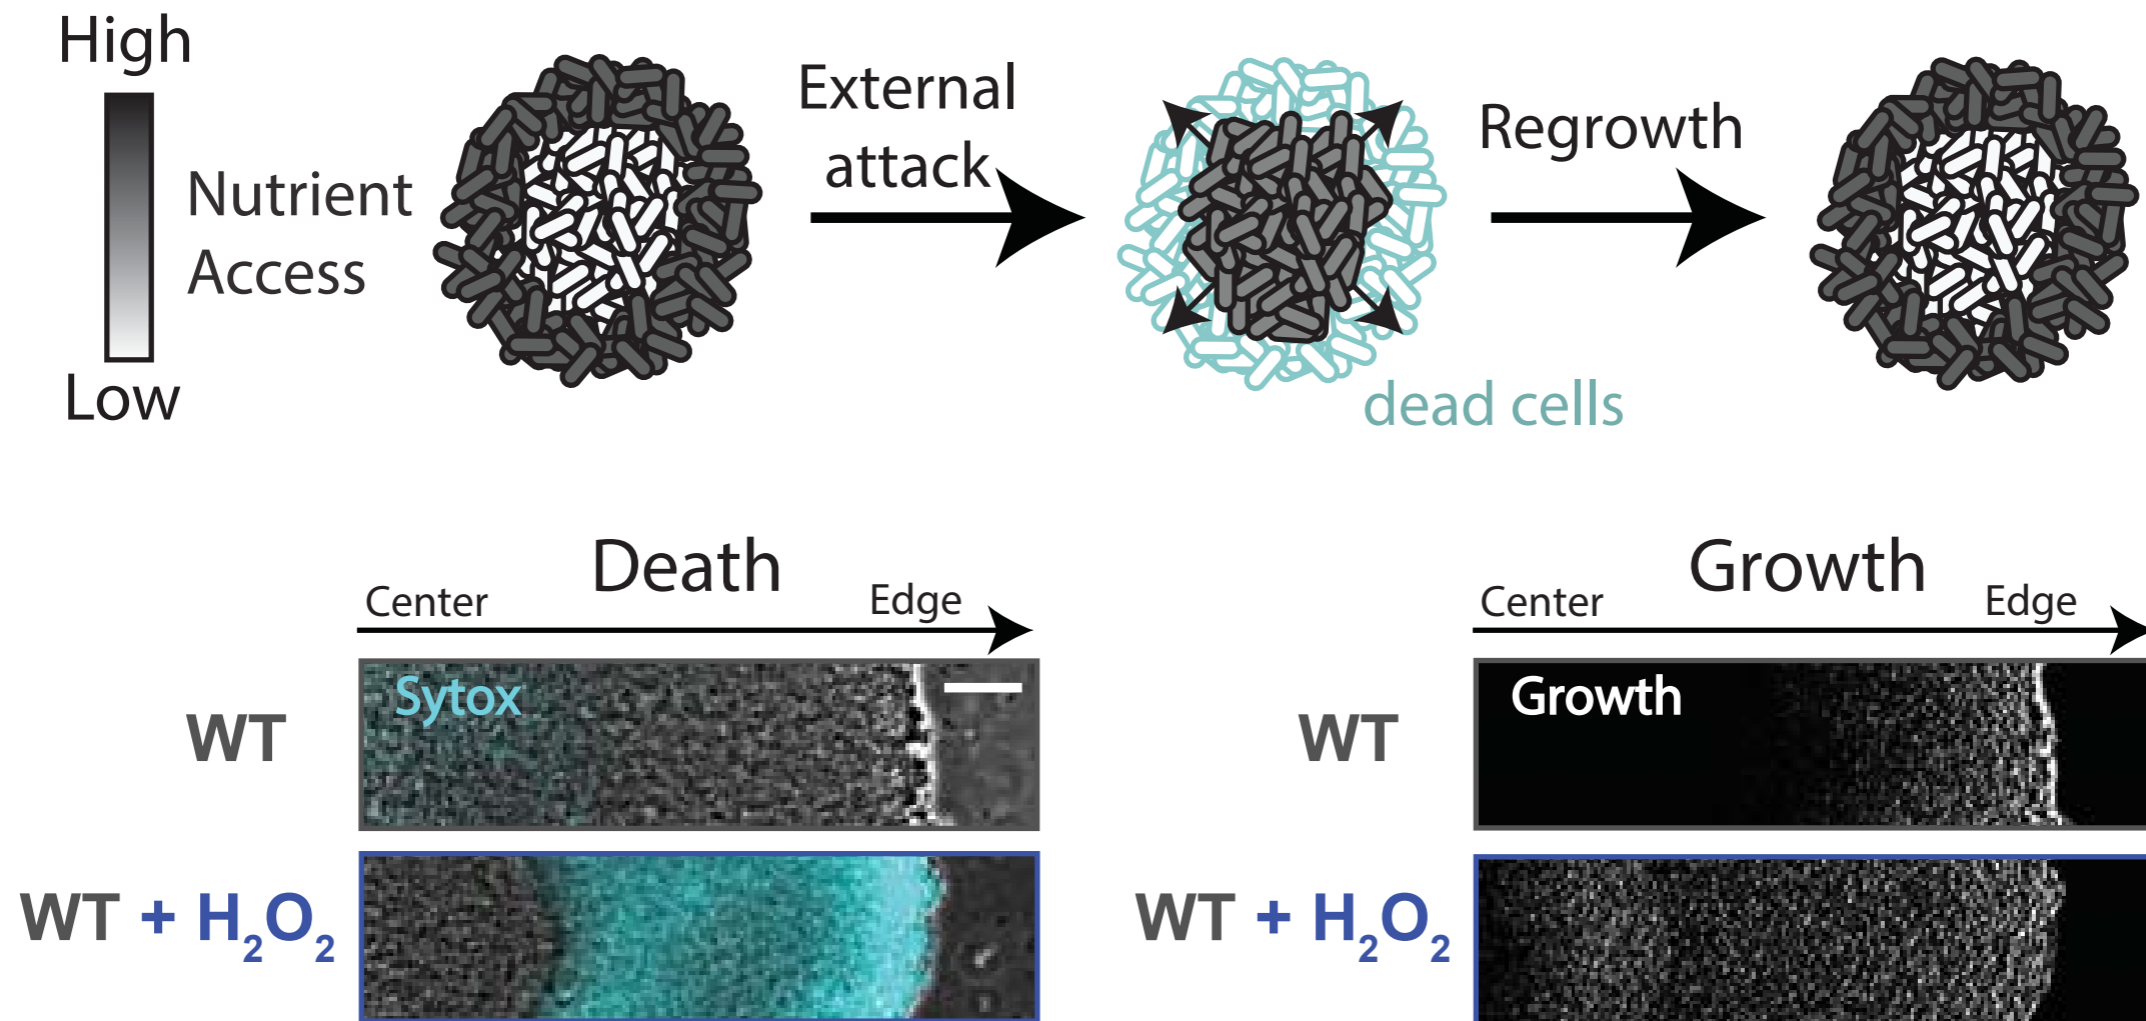 High
Nutrient
Access
Low
External
attack
Regrowth
dead cells
Death
Center
Edge
WT
Sytox
WT + H₂O₂
Growth
Center
Edge
WT
Growth
WT + H₂O₂